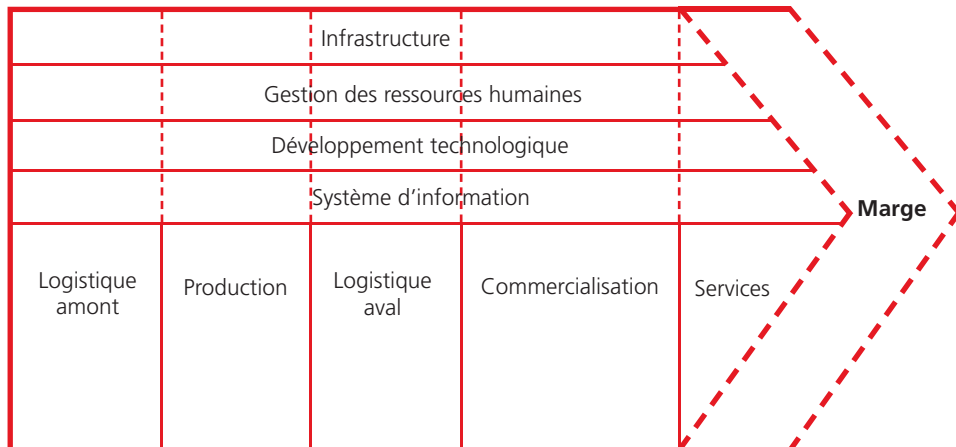 Infrastructure
Gestion des ressources humaines
Développement technologique
Système d’information
Marge
Logistique
amont
Production
Logistique
aval
Commercialisation
Services